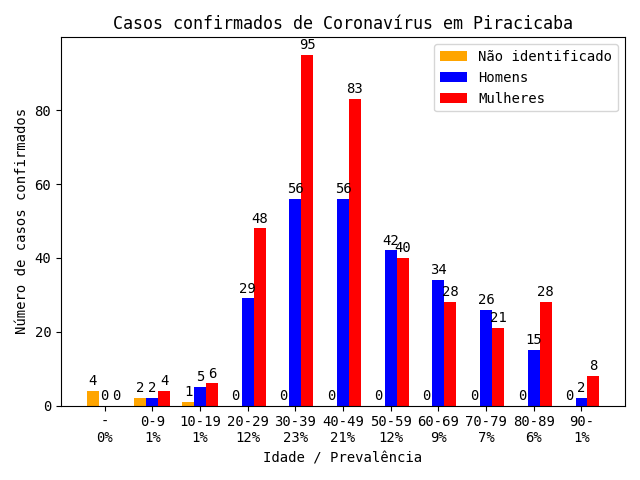 Casos confirmados de Coronavírus em Piracicaba
Não identificado
Homens
Mulheres
Número de casos confirmados
80
60
40
20
0
4 0 0
2 2 4
1 5 6
0 29 48
0 56 95
0 56 83
0 42 40
0 34 28
0 26 21
0 15 28
0 2 8
- 0-9 10-19 20-29 30-39 40-49 50-59 60-69 70-79 80-89 90-
0% 1% 1% 12% 23% 21% 12% 9% 7% 6% 1%
Idade / Prevalência